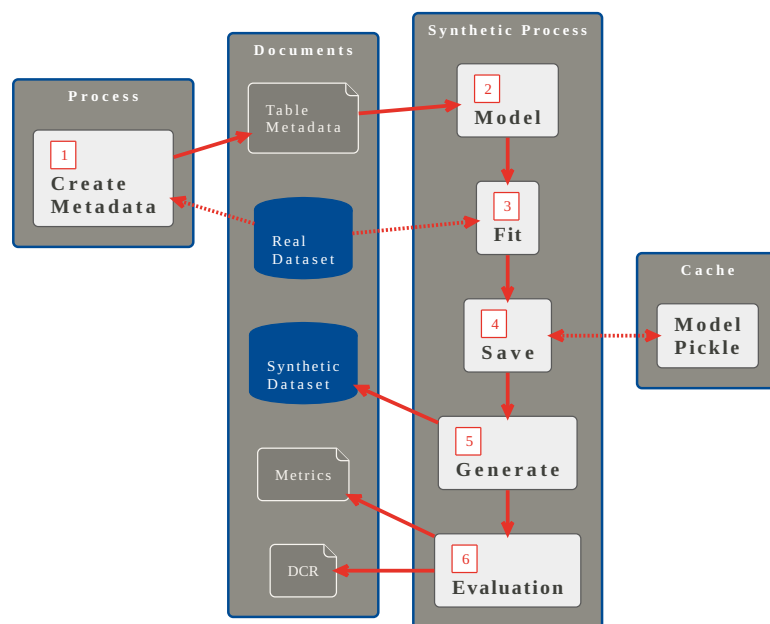 Process
1
Create
Metadata
Documents
Table
Metadata
Real
Dataset
Synthetic
Dataset
Metrics
DCR
Synthetic Process
2
Model
3
Fit
4
Save
5
Generate
6
Evaluation
Cache
Model
Pickle